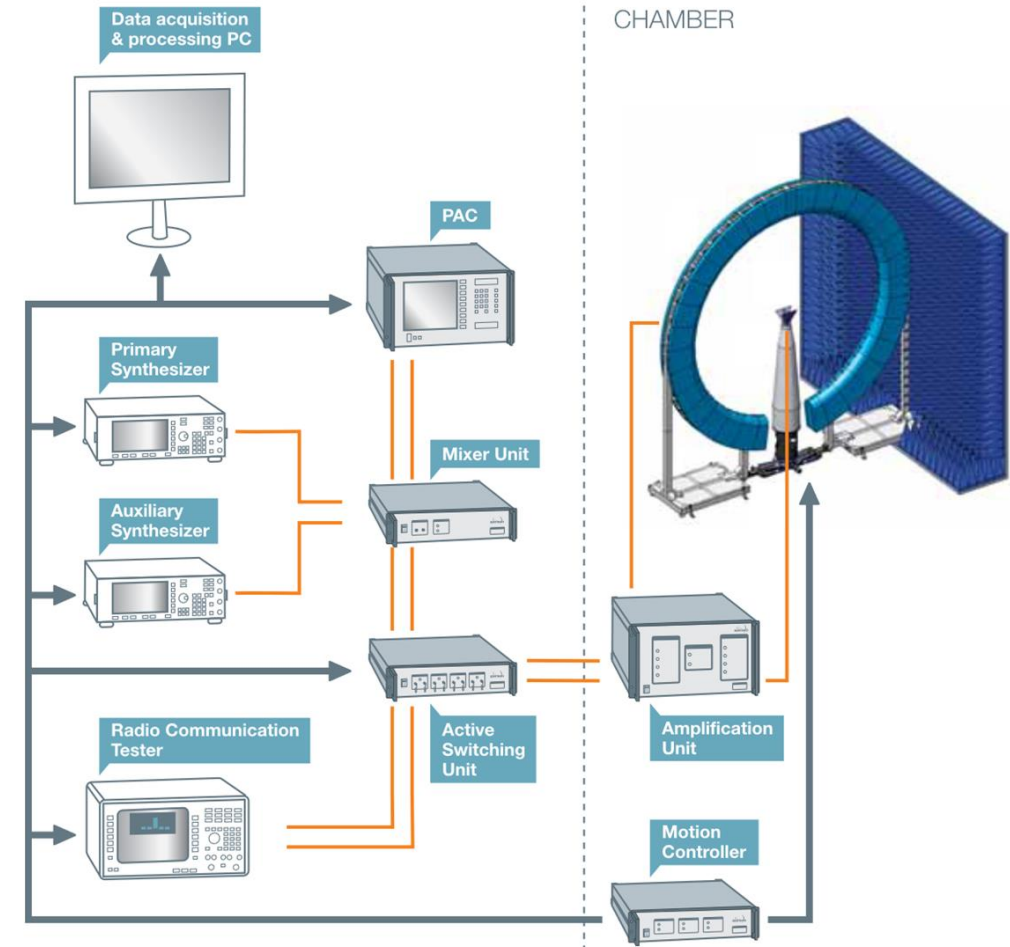 Data acquisition
& processing PC
CHAMBER
PAC
Primary
Synthesizer
Mixer Unit
Auxiliary
Synthesizer
Radio Communication
Tester
Active
Switching
Unit
Amplification
Unit
Motion
Controller